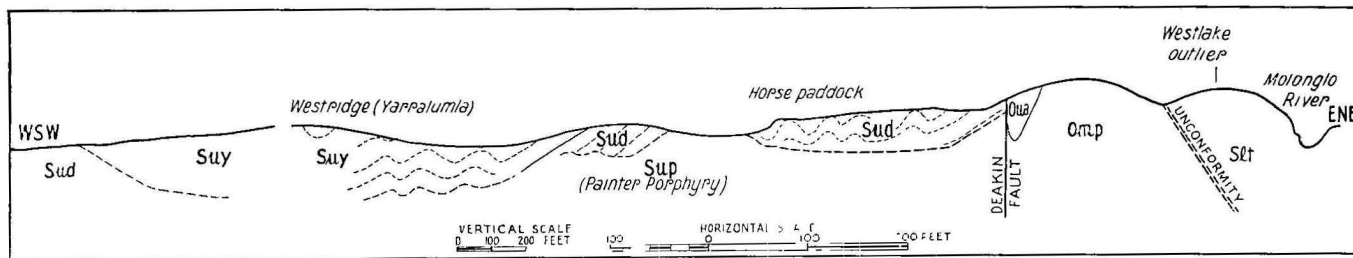 Westlake
outlier
Molonglo
River
ENE
Horse paddock
Westridge (Yarralumla)
WSW
Sud
Suy
Suy
Sud
Sup
(Painter Porphyry)
Sud
Oua
Omp
Slt
UNCONFORMITY
DEAKIN
FAULT
VERTICAL SCALE
0 100 200 FEET
HORIZONTAL
100 0 100 FEET